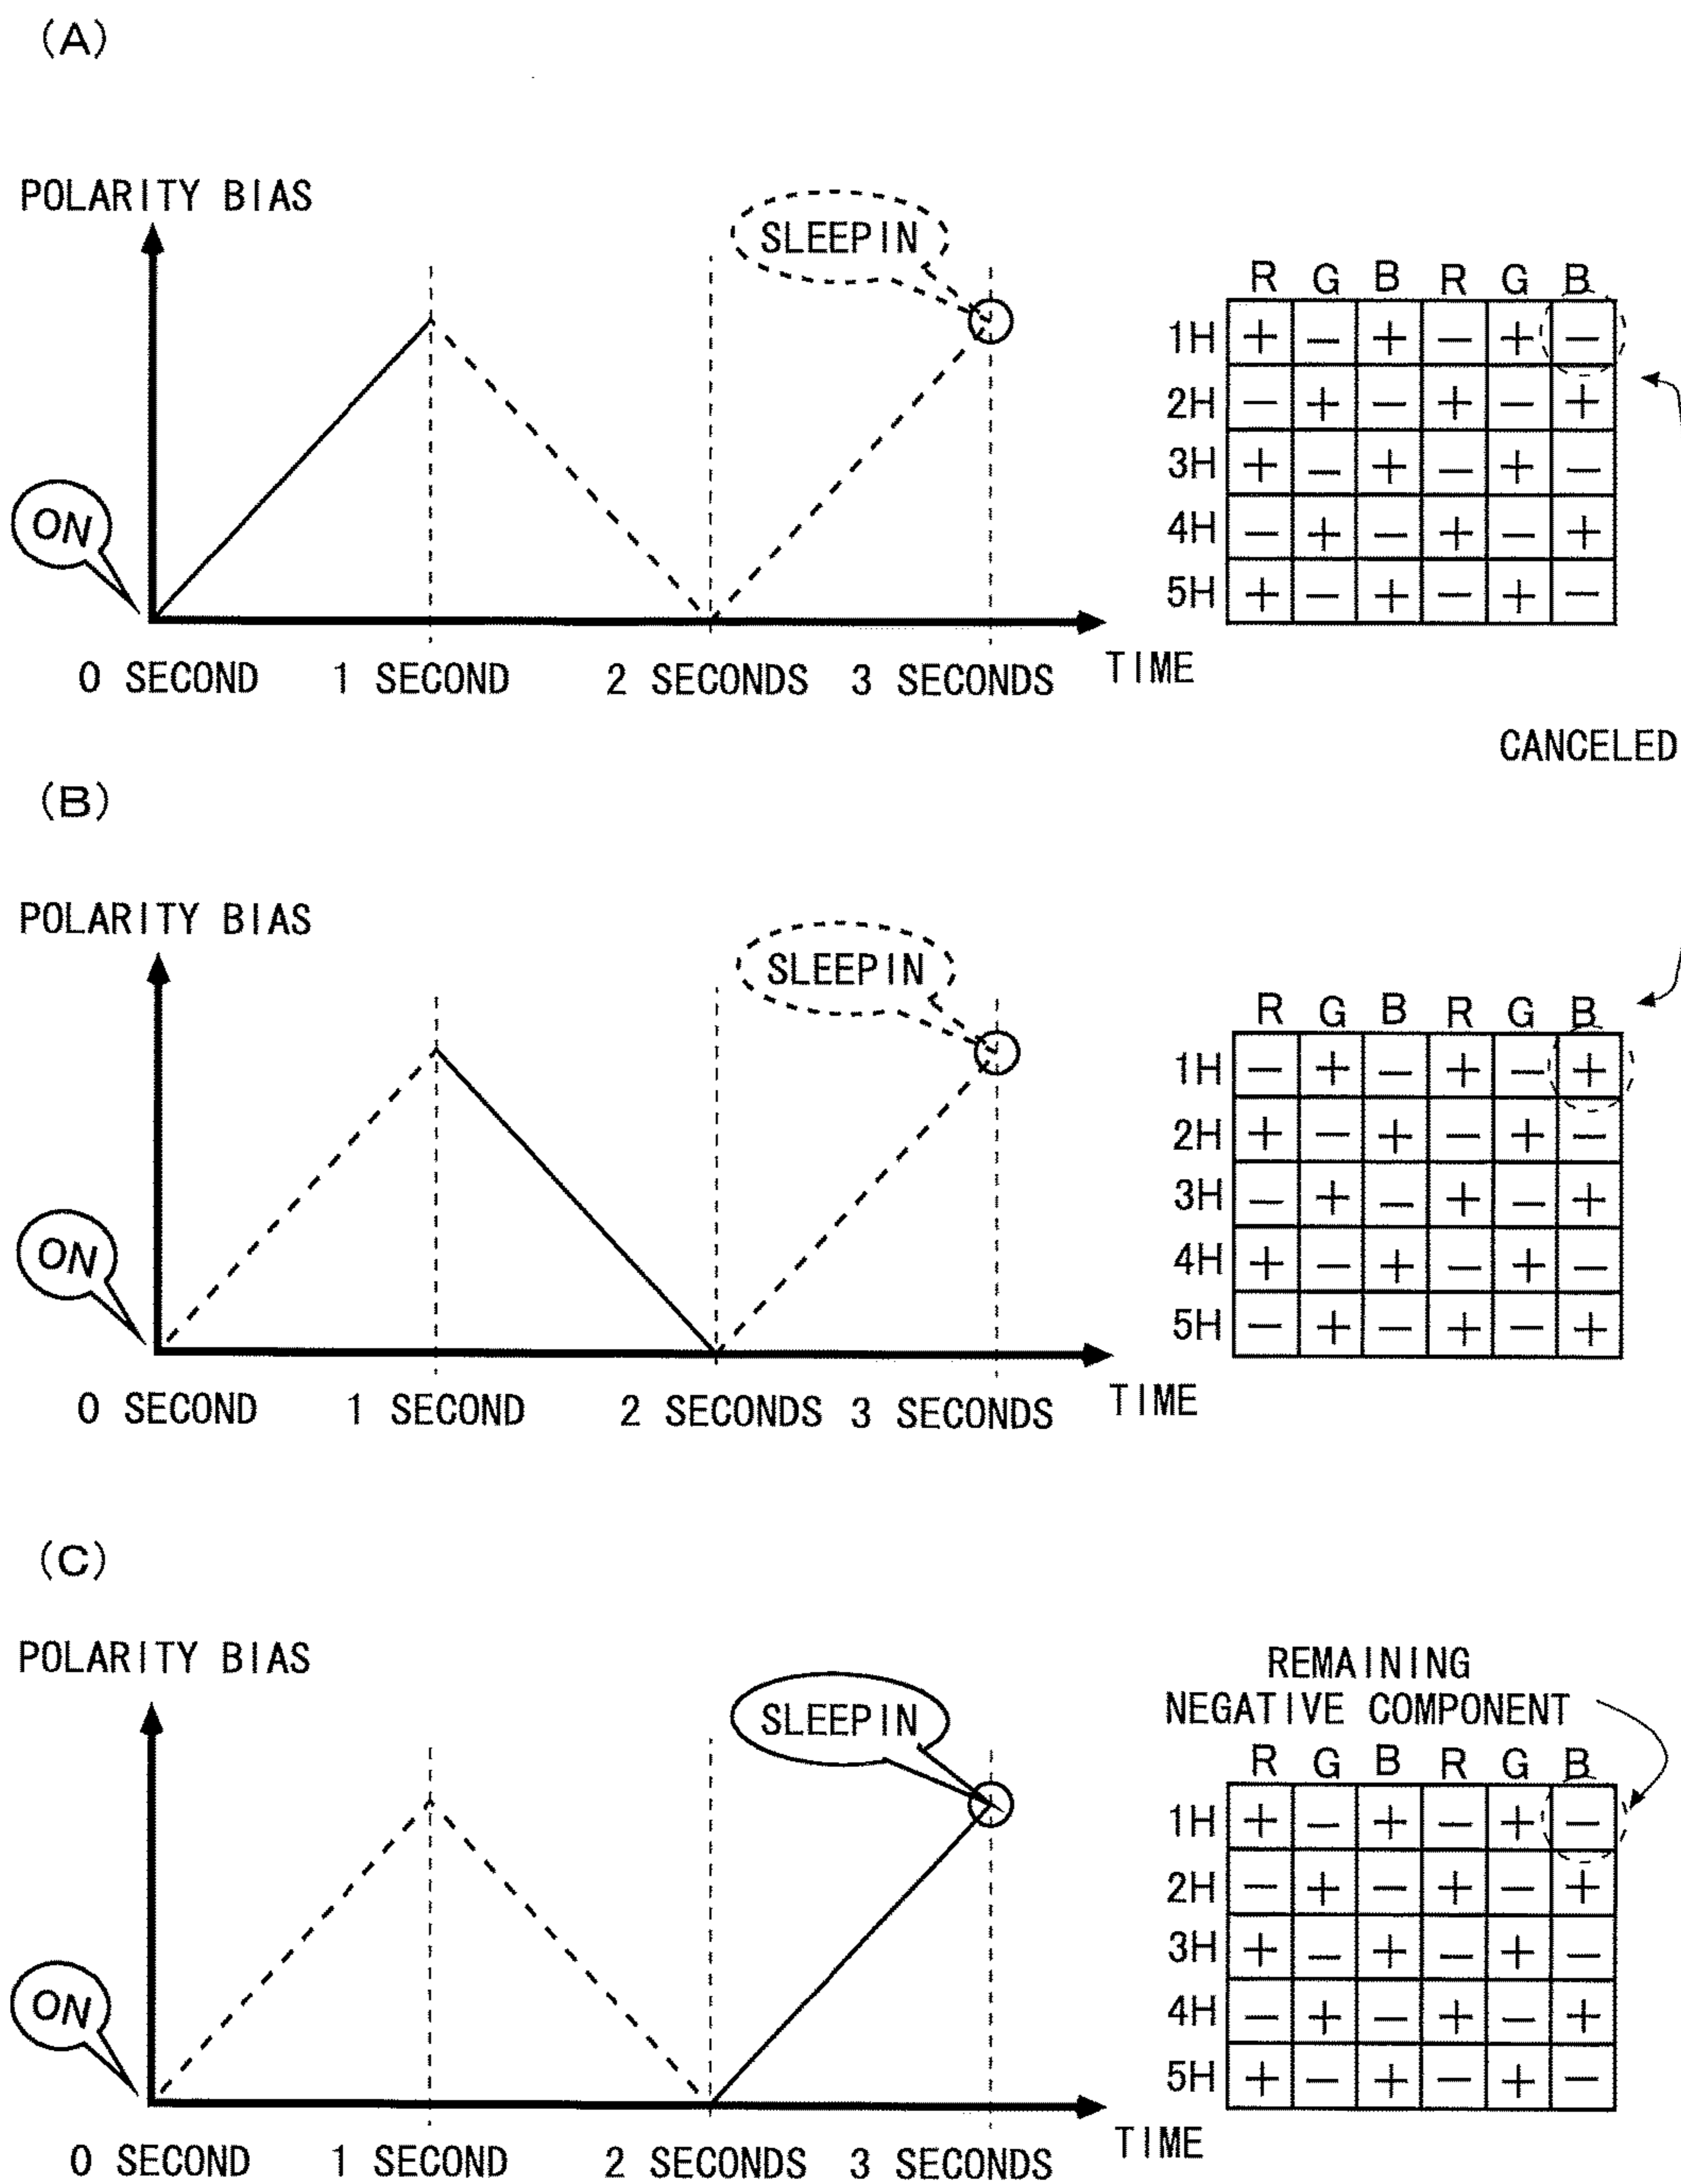 (A)
POLARITY BIAS
SLEEPIN
ON
0 SECOND 1 SECOND 2 SECONDS 3 SECONDS TIME
R G B R G B
1H + − + − + −
2H − + − + − +
3H + − + − + −
4H − + − + − +
5H + − + − + −
CANCELED
(B)
POLARITY BIAS
SLEEPIN
ON
0 SECOND 1 SECOND 2 SECONDS 3 SECONDS TIME
R G B R G B
1H − + − + − +
2H + − + − + −
3H − + − + − +
4H + − + − + −
5H − + − + − +
(C)
POLARITY BIAS
SLEEPIN
ON
0 SECOND 1 SECOND 2 SECONDS 3 SECONDS TIME
REMAINING
NEGATIVE COMPONENT
R G B R G B
1H + − + − + −
2H − + − + − +
3H + − + − + −
4H − + − + − +
5H + − + − + −